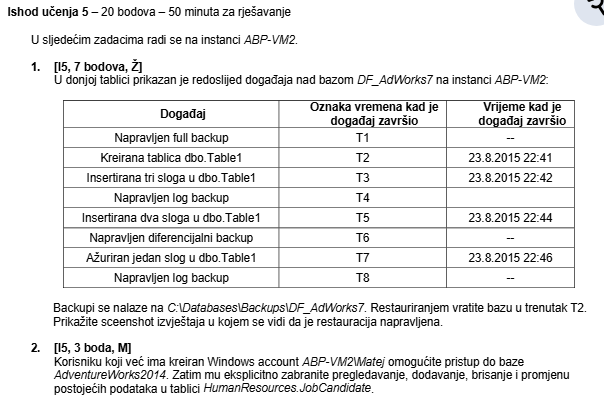 Ishod učenja 5 – 20 bodova – 50 minuta za rješavanje
U sljedećim zadacima radi se na instanci ABP-VM2.
1. [I5, 7 bodova, Ž]
U donjoj tablici prikazan je redoslijed događaja nad bazom DF_AdWorks7 na instanci ABP-VM2:
Događaj Oznaka vremena kad je događaj završio Vrijeme kad je događaj završio
Napravljen full backup T1 --
Kreirana tablica dbo.Table1 T2 23.8.2015 22:41
Insertirana tri sloga u dbo.Table1 T3 23.8.2015 22:42
Napravljen log backup T4
Insertirana dva sloga u dbo.Table1 T5 23.8.2015 22:44
Napravljen diferencijalni backup T6 --
Ažuriran jedan slog u dbo.Table1 T7 23.8.2015 22:46
Napravljen log backup T8 --
Backupi se nalaze na C:\Databases\Backups\DF_AdWorks7. Restauriranjem vratite bazu u trenutak T2.
Prikažite sceenshot izvještaja u kojem se vidi da je restauracija napravljena.
2. [I5, 3 boda, M]
Korisniku koji već ima kreiran Windows account ABP-VM2\Matej omogućite pristup do baze
AdventureWorks2014. Zatim mu eksplicitno zabranite pregledavanje, dodavanje, brisanje i promjenu
postojećih podataka u tablici HumanResources.JobCandidate.